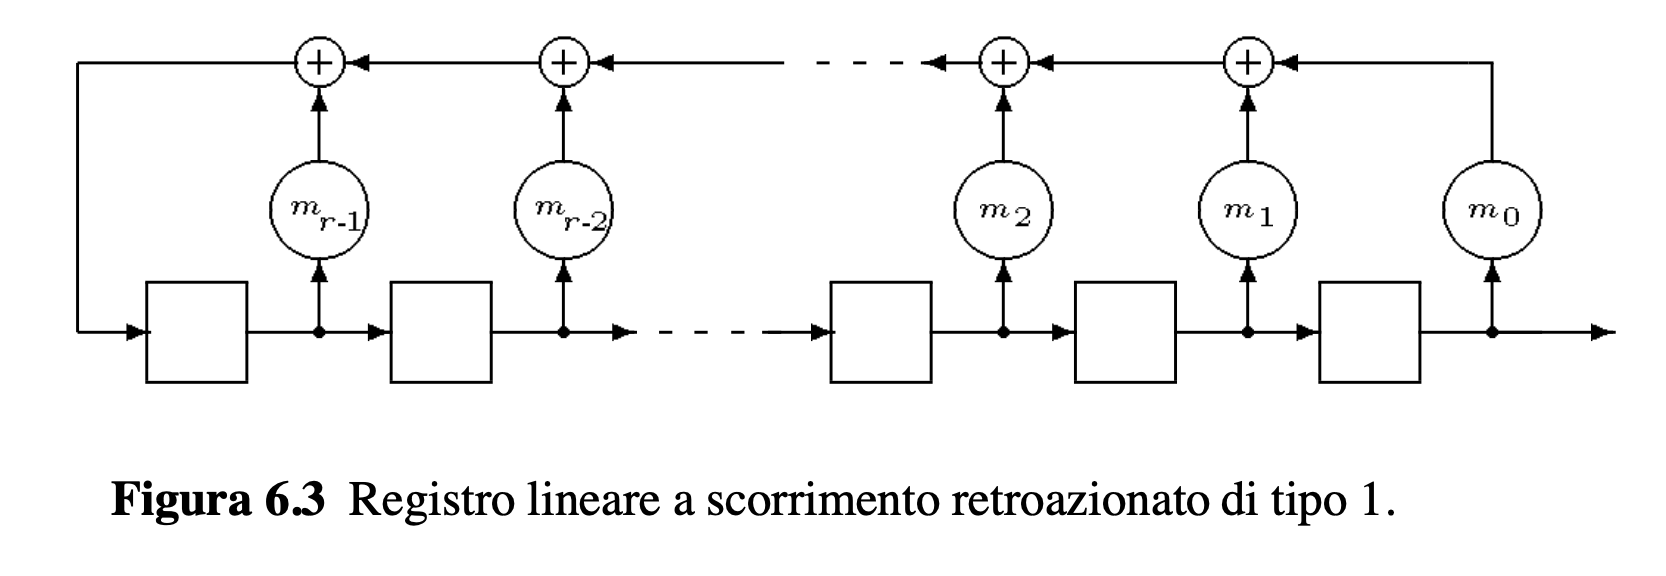 + + + +
m_{r-1} m_{r-2} m_2 m_1 m_0
Figura 6.3 Registro lineare a scorrimento retroazionato di tipo 1.